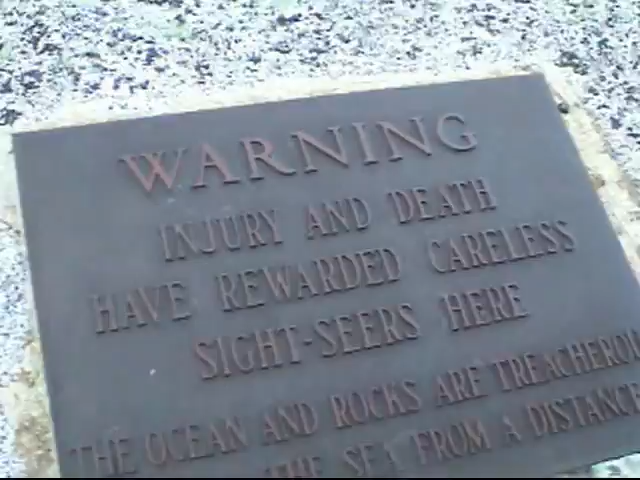 WARNING
INJURY AND DEATH
HAVE REWARDED CARELESS
SIGHT-SEERS HERE
THE OCEAN AND ROCKS ARE TREACHEROU
THE SEA FROM A DISTANCE